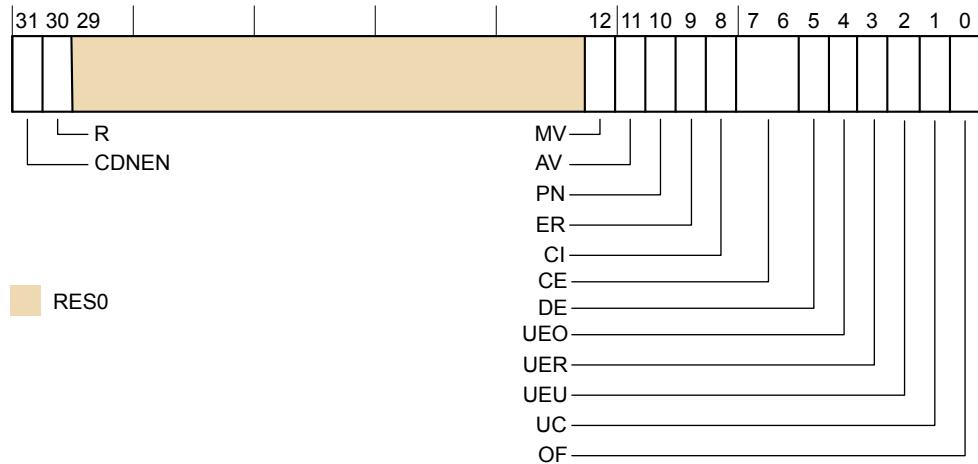 31 30 29 12 11 10 9 8 7 6 5 4 3 2 1 0
R MV
CDNEN AV
PN
ER
CI
CE
RES0
DE
UEO
UER
UEU
UC
OF